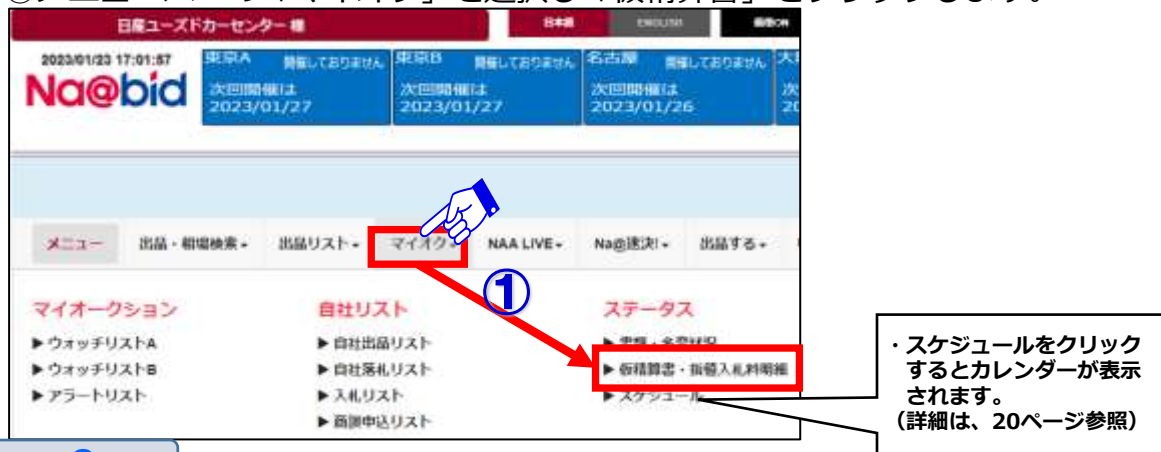 日産ユーズドカーセンター 様
日本語
ENGLISH
2023/01/23 17:01:57
Na@bid
東京A 開催しておりません
次回開催は
2023/01/27
東京B 開催しておりません
次回開催は
2023/01/27
名古屋 開催しておりません
次回開催は
2023/01/26
メニュー 出品・相場検索 出品リスト マイオク NAA LIVE Na@速決! 出品する
①
マイオークション
▶ウォッチリストA
▶ウォッチリストB
▶アラートリスト
自社リスト
▶自社出品リスト
▶自社落札リスト
▶入札リスト
▶商談申込リスト
ステータス
▶書類・名変状況
▶仮精算書・指値入札料明細
▶スケジュール
・スケジュールをクリック
するとカレンダーが表示
されます。
(詳細は、20ページ参照)